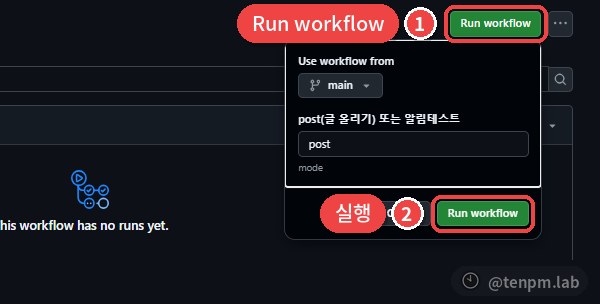 Run workflow 1 Run workflow
Use workflow from
main
post(글 올리기) 또는 알림테스트
post
mode
실행 2 Run workflow
his workflow has no runs yet.
@tenpm.lab